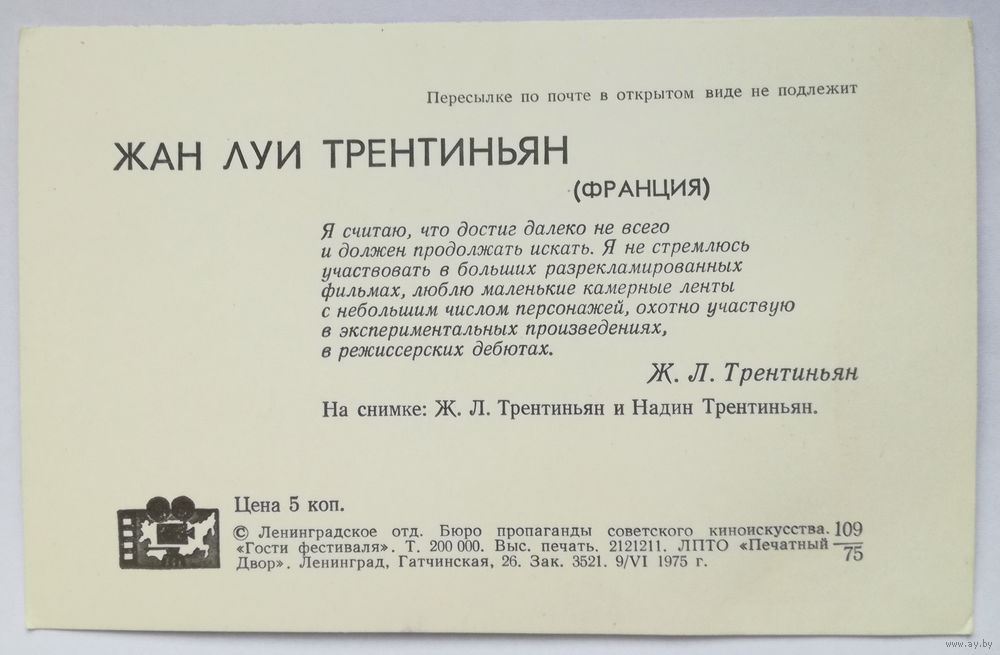 Пересылке по почте в открытом виде не подлежит
ЖАН ЛУИ ТРЕНТИНЬЯН
(ФРАНЦИЯ)
Я считаю, что достиг далеко не всего
и должен продолжать искать. Я не стремлюсь
участвовать в больших разрекламированных
фильмах, люблю маленькие камерные ленты
с небольшим числом персонажей, охотно участвую
в экспериментальных произведениях,
в режиссерских дебютах.
Ж. Л. Трентиньян
На снимке: Ж. Л. Трентиньян и Надин Трентиньян.
Цена 5 коп.
© Ленинградское отд. Бюро пропаганды советского киноискусства. 109
«Гости фестиваля». Т. 200 000. Выс. печать. 2121211. ЛПТО «Печатный
Двор». Ленинград, Гатчинская, 26. Зак. 3521. 9/VI 1975 г. 75
www.ay.by